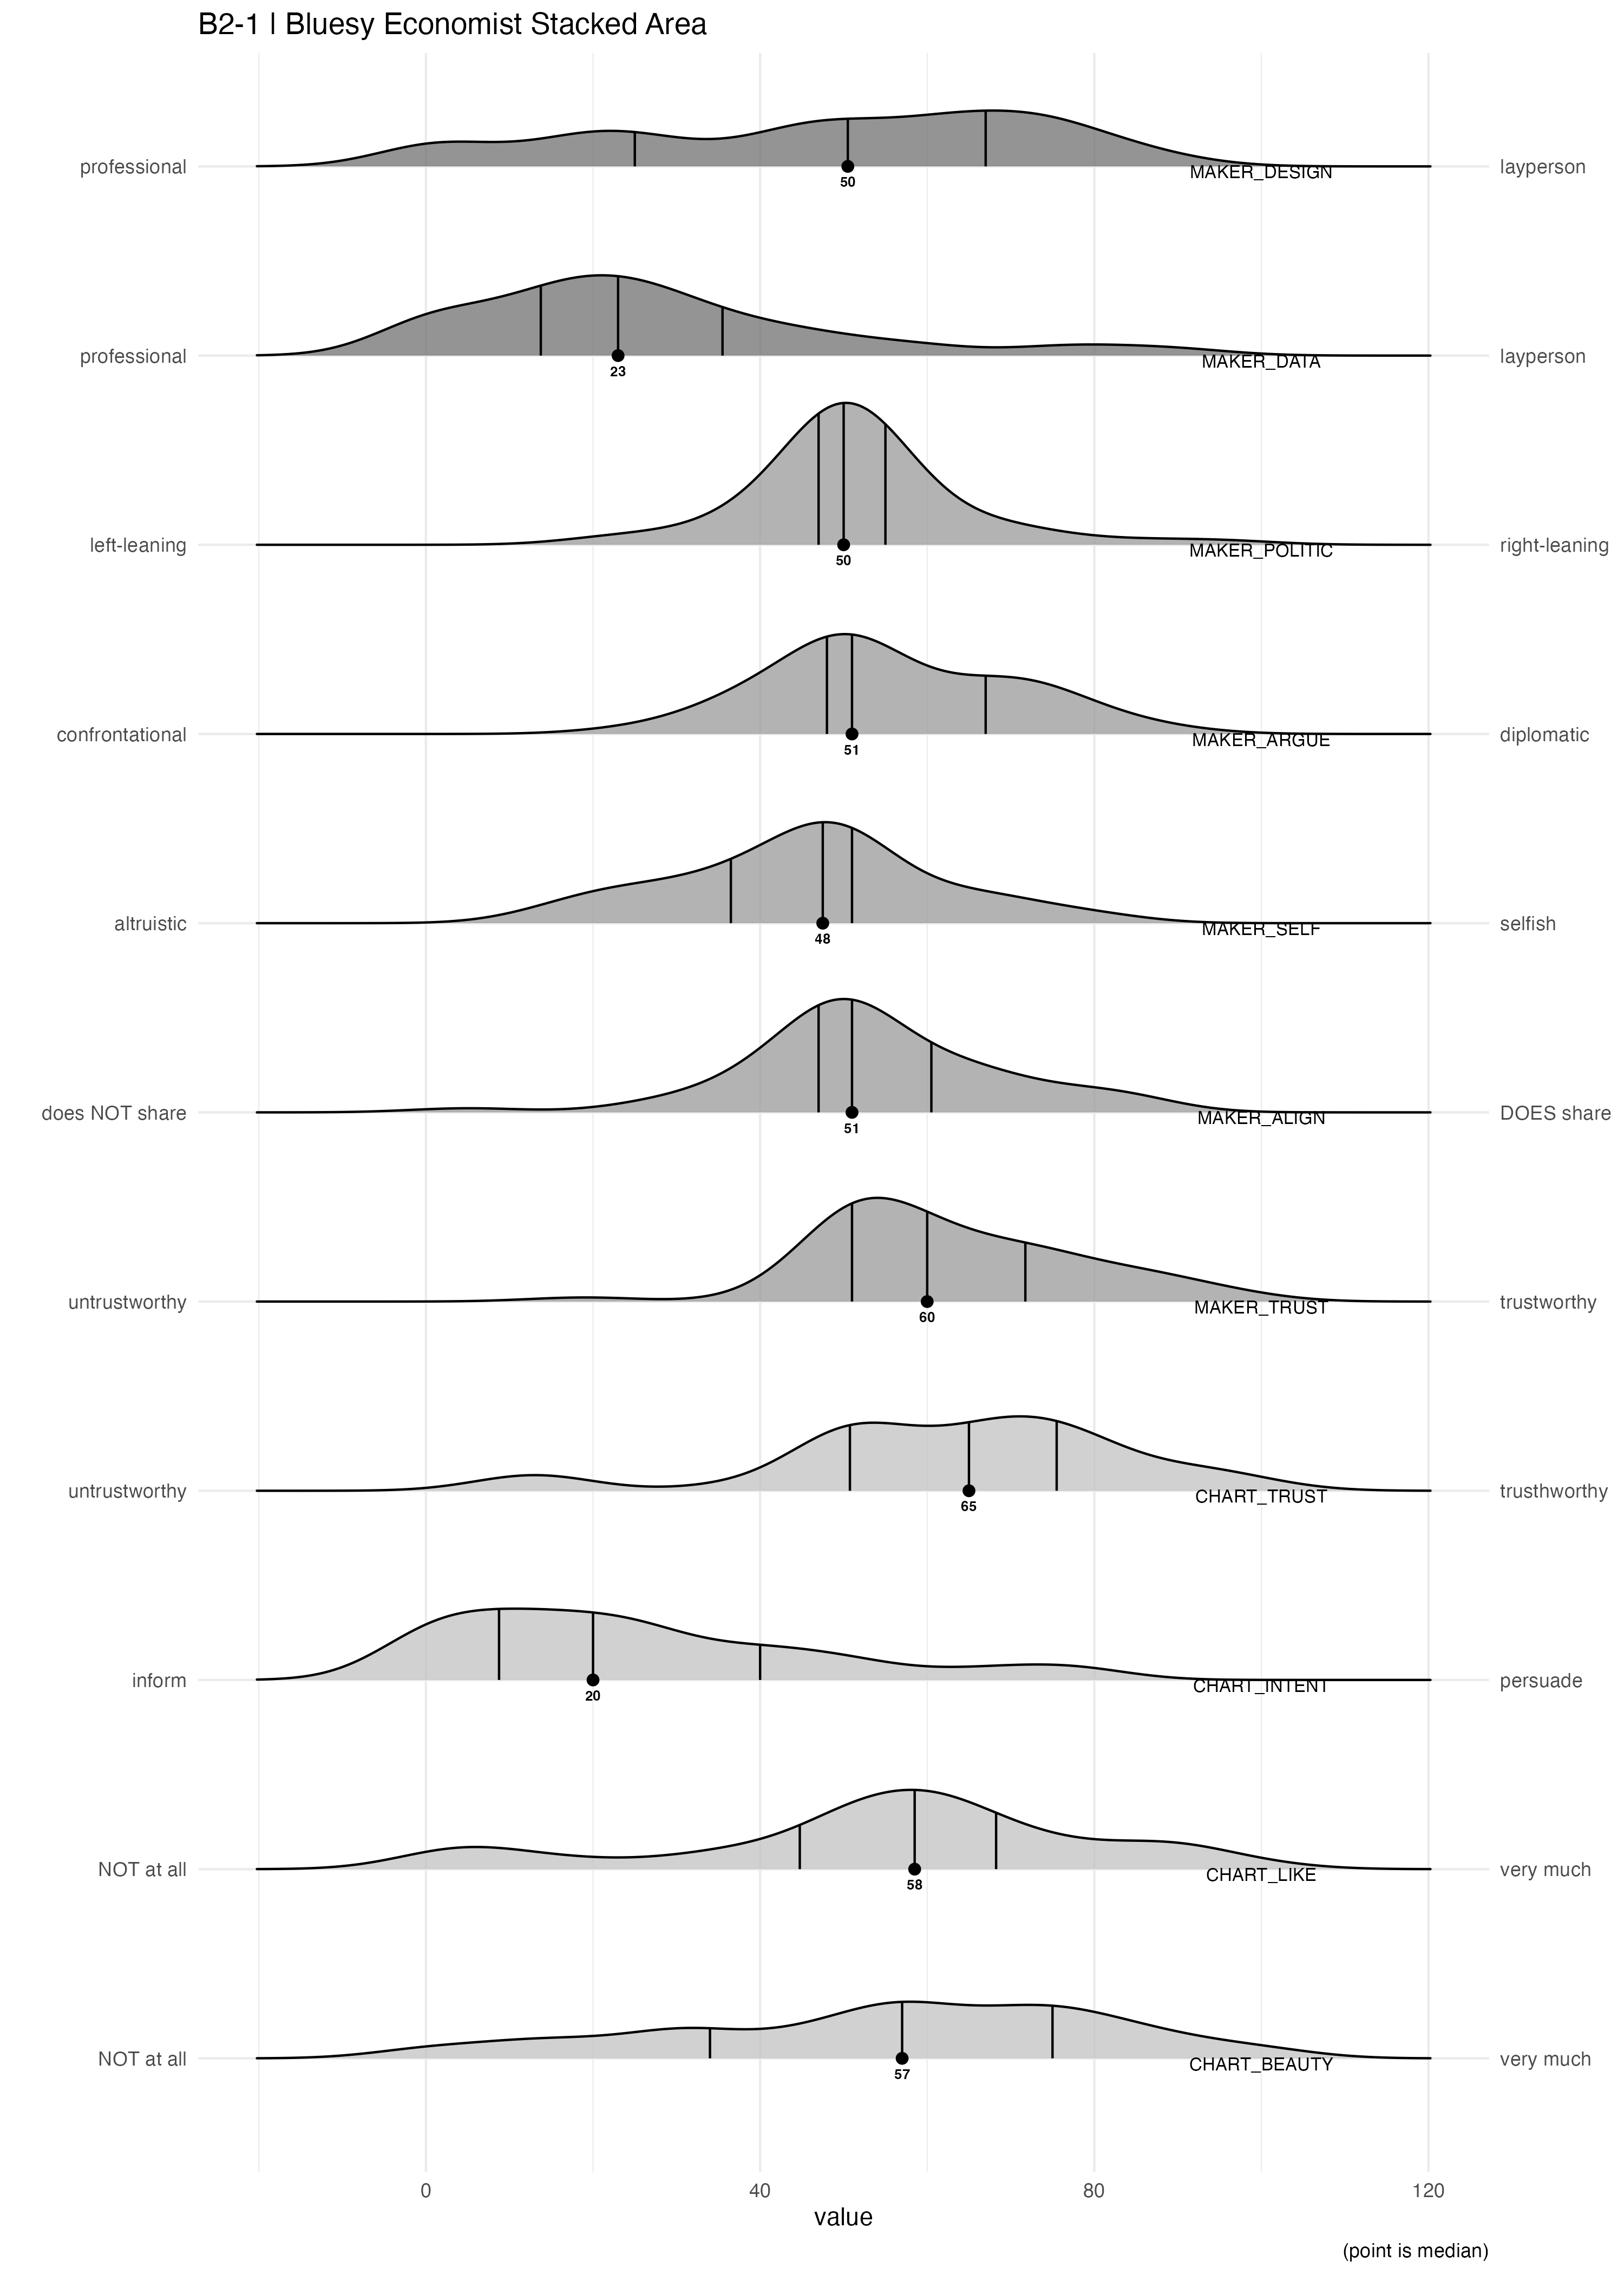 B2-1 | Bluesy Economist Stacked Area
professional
MAKER_DESIGN
layperson
50
professional
MAKER_DATA
layperson
23
left-leaning
MAKER_POLITIC
right-leaning
50
confrontational
MAKER_ARGUE
diplomatic
51
altruistic
MAKER_SELF
selfish
48
does NOT share
MAKER_ALIGN
DOES share
51
untrustworthy
MAKER_TRUST
trustworthy
60
untrustworthy
CHART_TRUST
trusthworthy
65
inform
CHART_INTENT
persuade
20
NOT at all
CHART_LIKE
very much
58
NOT at all
CHART_BEAUTY
very much
57
0 40 80 120
value
(point is median)